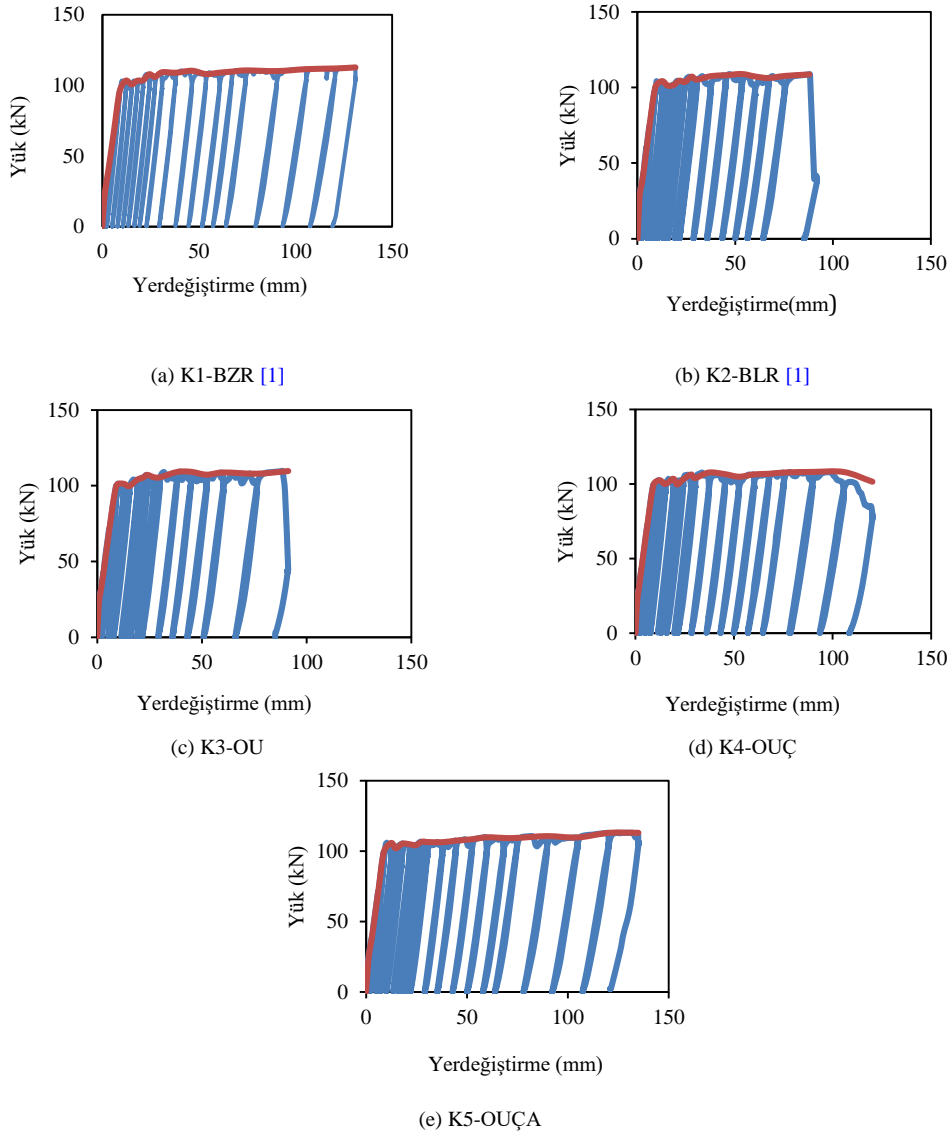 150
100
50
0
Yük (kN)
0 50 100 150
Yerdeğiştirme (mm)
(a) K1-BZR [1]
150
100
50
0
Yük (kN)
0 50 100 150
Yerdeğiştirme(mm)
(b) K2-BLR [1]
150
100
50
0
Yük (kN)
0 50 100 150
Yerdeğiştirme (mm)
(c) K3-OU
150
100
50
0
Yük (kN)
0 50 100 150
Yerdeğiştirme (mm)
(d) K4-OUÇ
150
100
50
0
Yük (kN)
0 50 100 150
Yerdeğiştirme (mm)
(e) K5-OUÇA